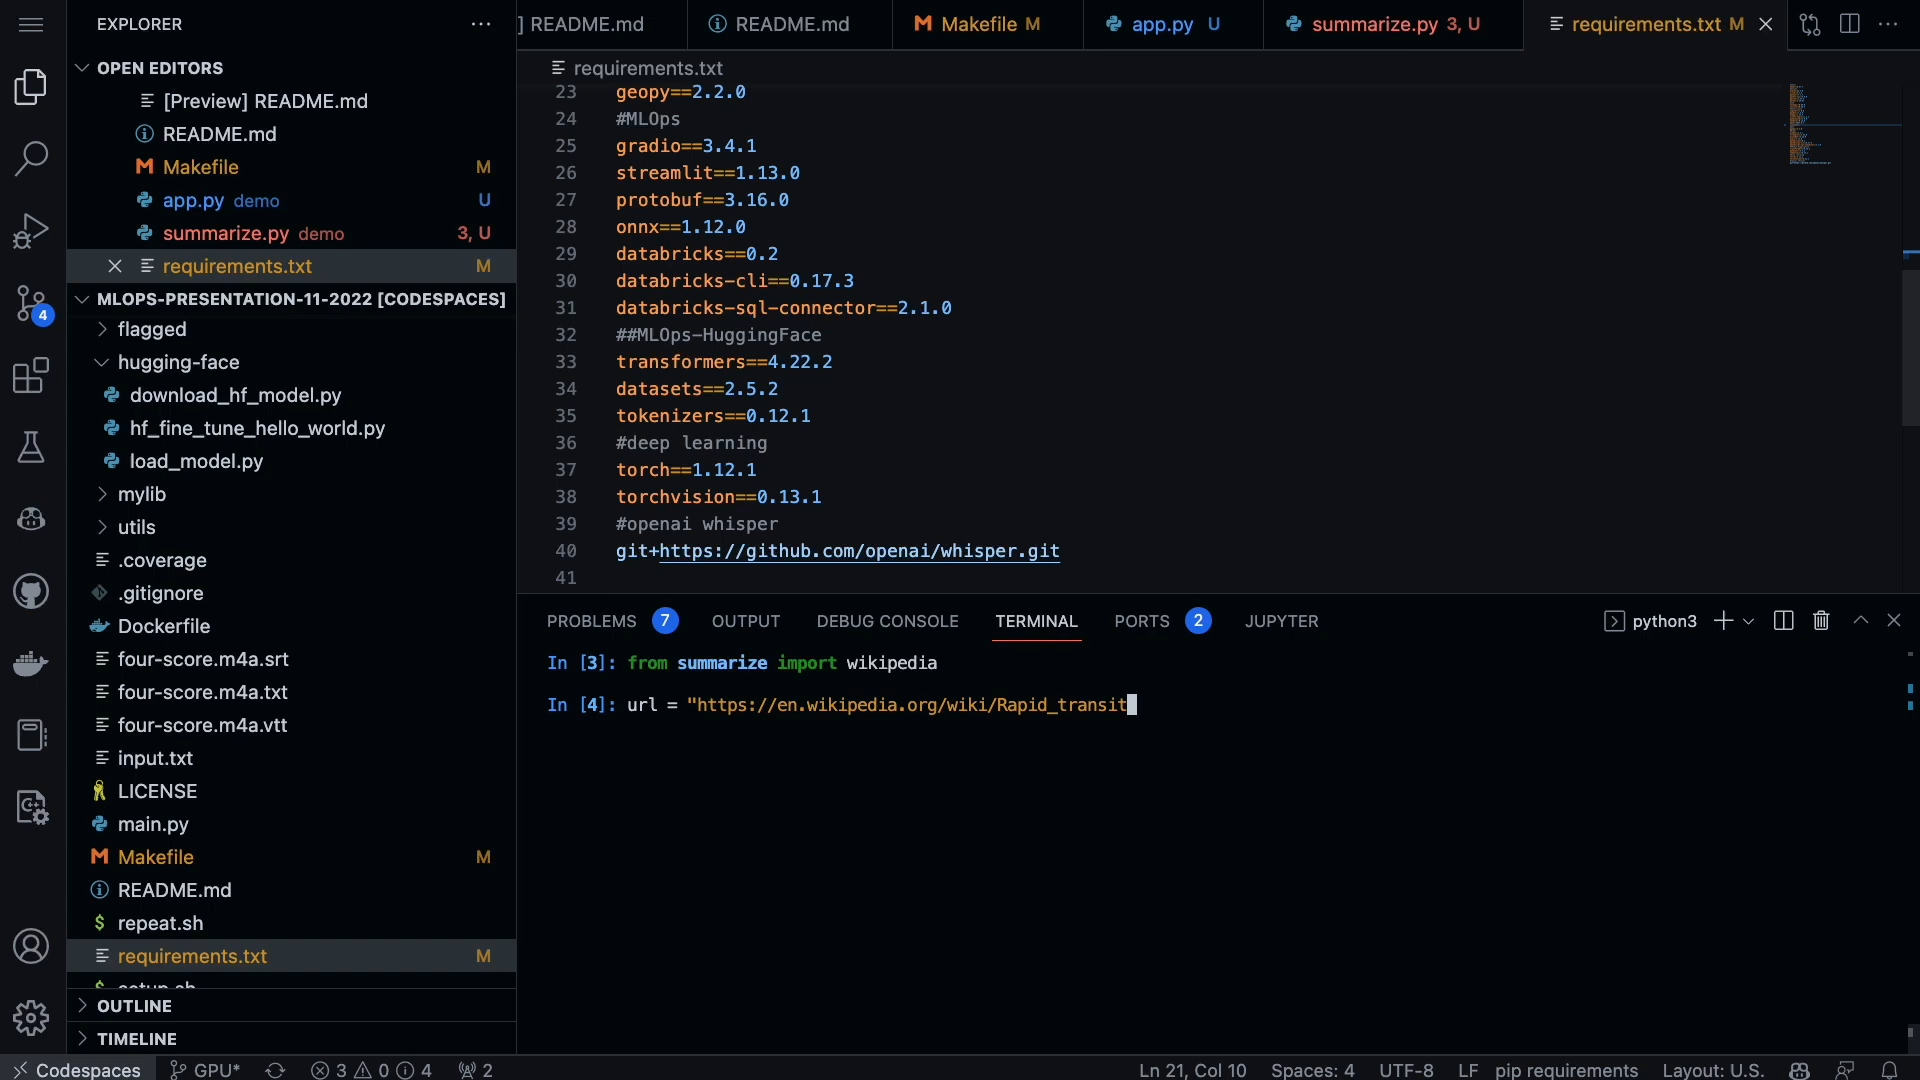 EXPLORER
OPEN EDITORS
[Preview] README.md
README.md
Makefile M
app.py demo U
summarize.py demo 3, U
requirements.txt M
MLOPS-PRESENTATION-11-2022 [CODESPACES]
flagged
hugging-face
download_hf_model.py
hf_fine_tune_hello_world.py
load_model.py
mylib
utils
.coverage
.gitignore
Dockerfile
four-score.m4a.srt
four-score.m4a.txt
four-score.m4a.vtt
input.txt
LICENSE
main.py
Makefile M
README.md
repeat.sh
requirements.txt M
setup.sh
OUTLINE
TIMELINE
4
] README.md README.md Makefile M app.py U summarize.py 3, U requirements.txt M
requirements.txt
23 geopy==2.2.0
24 #MLOps
25 gradio==3.4.1
26 streamlit==1.13.0
27 protobuf==3.16.0
28 onnx==1.12.0
29 databricks==0.2
30 databricks-cli==0.17.3
31 databricks-sql-connector==2.1.0
32 ##MLOps-HuggingFace
33 transformers==4.22.2
34 datasets==2.5.2
35 tokenizers==0.12.1
36 #deep learning
37 torch==1.12.1
38 torchvision==0.13.1
39 #openai whisper
40 git+https://github.com/openai/whisper.git
41
PROBLEMS 7 OUTPUT DEBUG CONSOLE TERMINAL PORTS 2 JUPYTER python3
In [3]: from summarize import wikipedia
In [4]: url = "https://en.wikipedia.org/wiki/Rapid_transit
Codespaces GPU* 3 0 4 2 Ln 21, Col 10 Spaces: 4 UTF-8 LF pip requirements Layout: U.S.